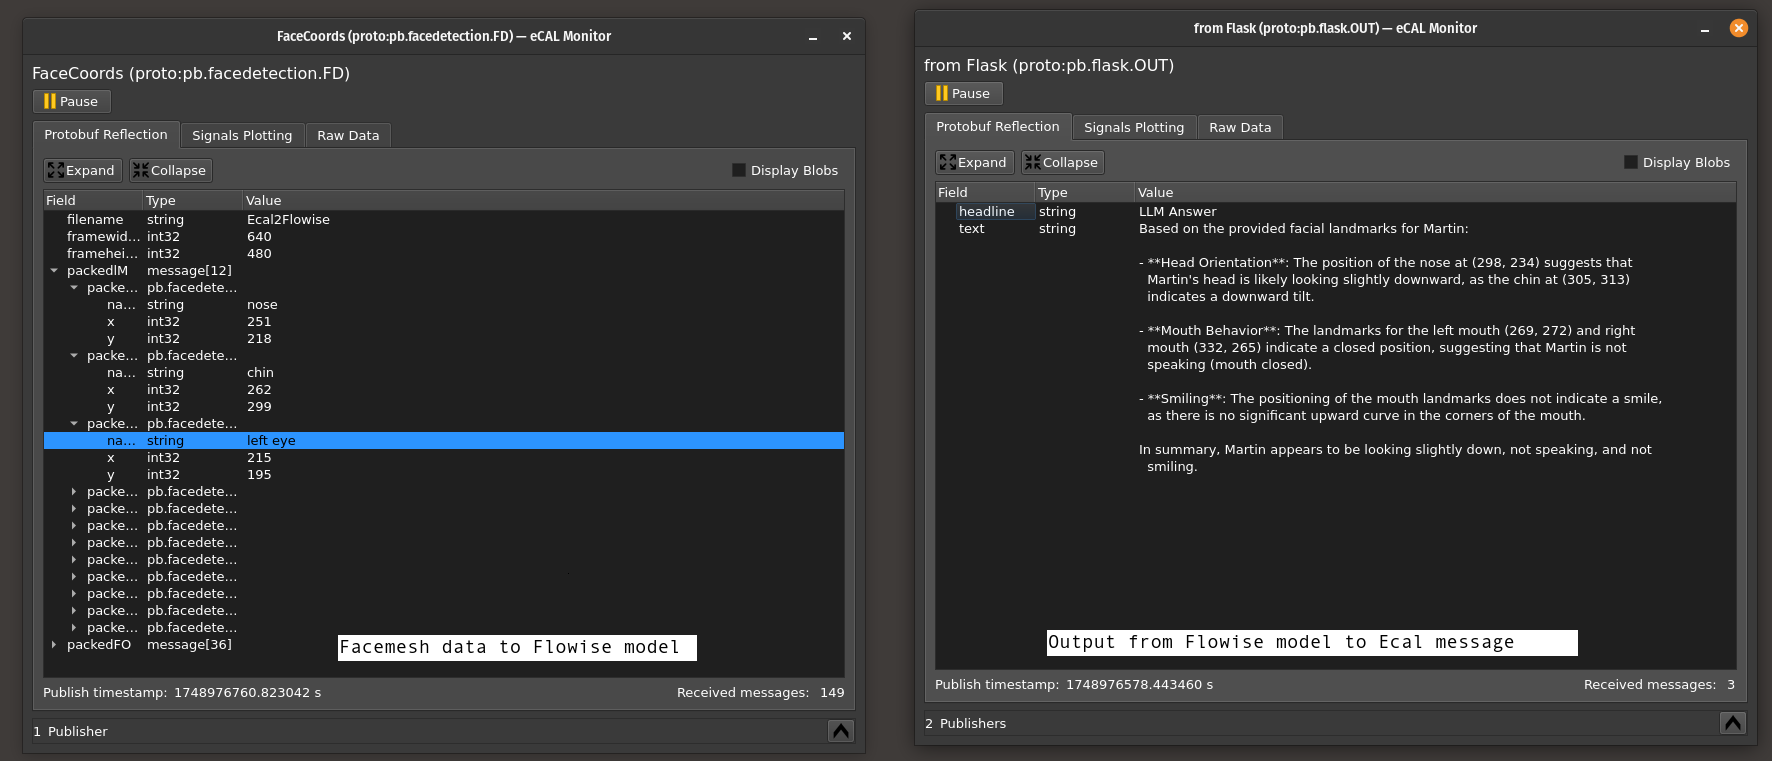 FaceCoords (proto:pb.facedetection.FD) — eCAL Monitor
FaceCoords (proto:pb.facedetection.FD)
Pause
Protobuf Reflection Signals Plotting Raw Data
Expand Collapse Display Blobs
Field Type Value
filename string Ecal2Flowise
framewid... int32 640
framehei... int32 480
packedlM message[12]
packe... pb.facedete...
na... string nose
x int32 251
y int32 218
packe... pb.facedete...
na... string chin
x int32 262
y int32 299
packe... pb.facedete...
na... string left eye
x int32 215
y int32 195
packe... pb.facedete...
packe... pb.facedete...
packe... pb.facedete...
packe... pb.facedete...
packe... pb.facedete...
packe... pb.facedete...
packe... pb.facedete...
packe... pb.facedete...
packe... pb.facedete...
packedFO message[36]
Facemesh data to Flowise model
Publish timestamp: 1748976760.823042 s Received messages: 149
1 Publisher
from Flask (proto:pb.flask.OUT) — eCAL Monitor
from Flask (proto:pb.flask.OUT)
Pause
Protobuf Reflection Signals Plotting Raw Data
Expand Collapse Display Blobs
Field Type Value
headline string LLM Answer
text string Based on the provided facial landmarks for Martin:
- **Head Orientation**: The position of the nose at (298, 234) suggests that
Martin's head is likely looking slightly downward, as the chin at (305, 313)
indicates a downward tilt.
- **Mouth Behavior**: The landmarks for the left mouth (269, 272) and right
mouth (332, 265) indicate a closed position, suggesting that Martin is not
speaking (mouth closed).
- **Smiling**: The positioning of the mouth landmarks does not indicate a smile,
as there is no significant upward curve in the corners of the mouth.
In summary, Martin appears to be looking slightly down, not speaking, and not
smiling.
Output from Flowise model to Ecal message
Publish timestamp: 1748976578.443460 s Received messages: 3
2 Publishers